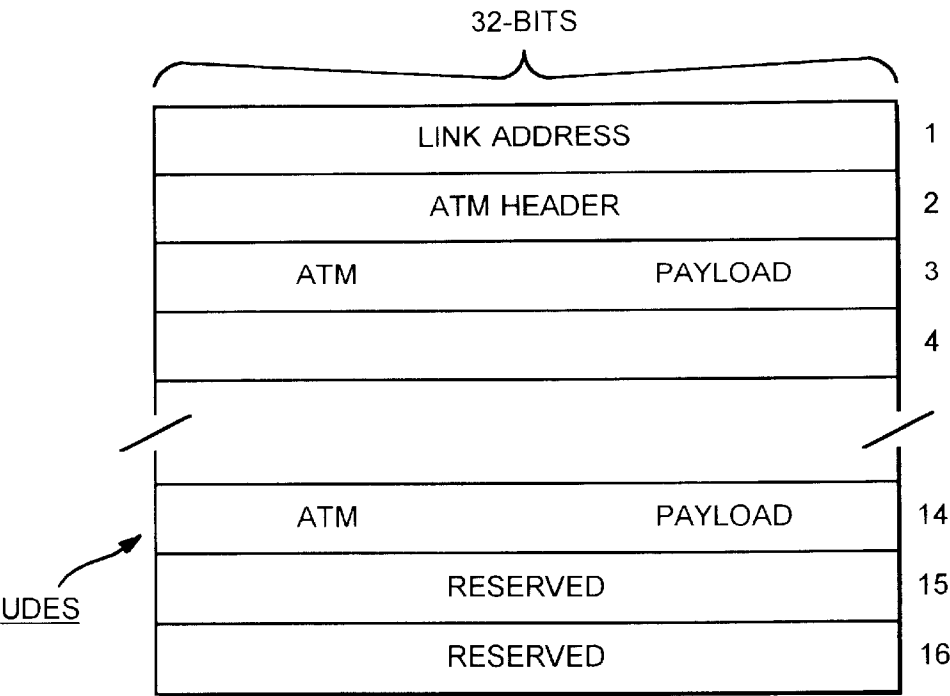 32-BITS
LINK ADDRESS 1
ATM HEADER 2
ATM PAYLOAD 3
4
ATM PAYLOAD 14
RESERVED 15
UDES
RESERVED 16